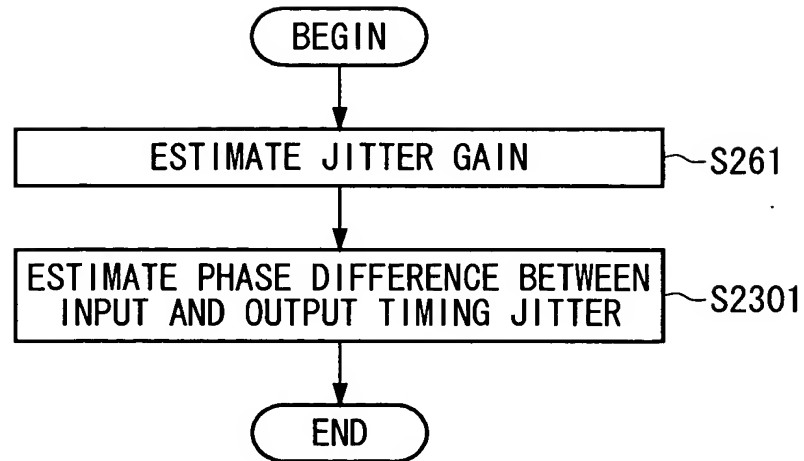 BEGIN
ESTIMATE JITTER GAIN
S261
ESTIMATE PHASE DIFFERENCE BETWEEN
INPUT AND OUTPUT TIMING JITTER
S2301
END